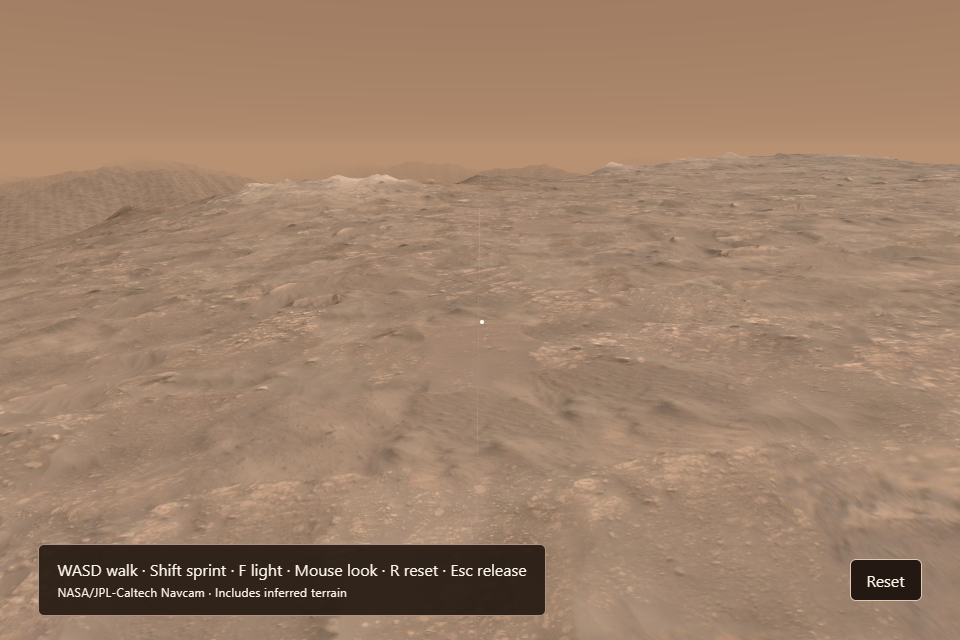 WASD walk · Shift sprint · F light · Mouse look · R reset · Esc release
NASA/JPL-Caltech Navcam · Includes inferred terrain
Reset